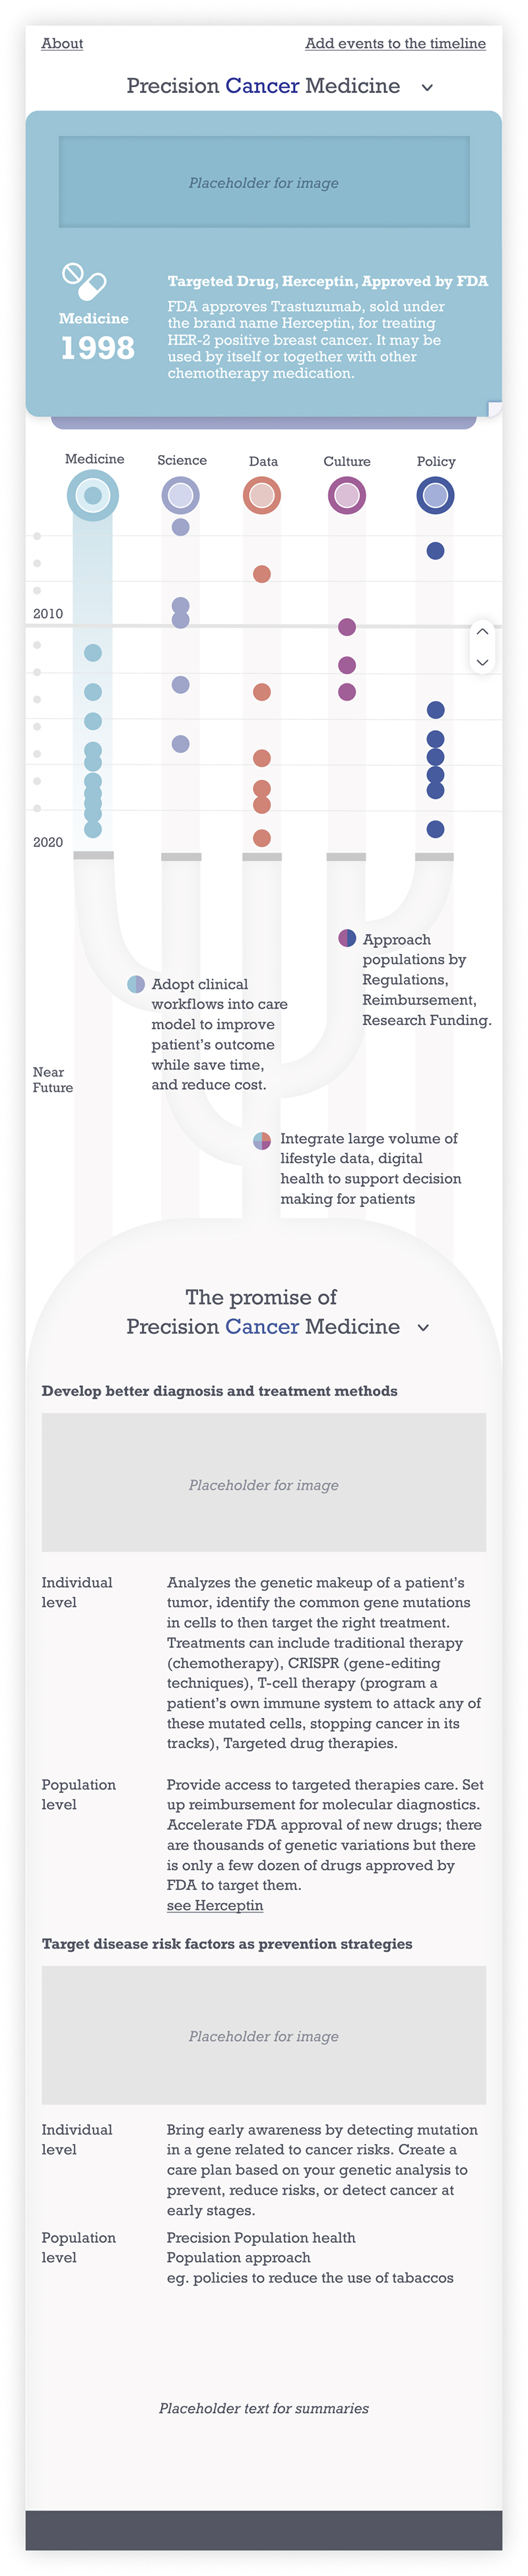 About
Add events to the timeline
Precision Cancer Medicine
Placeholder for image
Targeted Drug, Herceptin, Approved by FDA
FDA approves Trastuzumab, sold under
the brand name Herceptin, for treating
HER-2 positive breast cancer. It may be
used by itself or together with other
chemotherapy medication.
Medicine
1998
Medicine
Science
Data
Culture
Policy
2010
2020
Approach
populations by
Regulations,
Reimbursement,
Research Funding.
Adopt clinical
workflows into care
model to improve
patient's outcome
while save time,
and reduce cost.
Near
Future
Integrate large volume of
lifestyle data, digital
health to support decision
making for patients
The promise of
Precision Cancer Medicine
Develop better diagnosis and treatment methods
Placeholder for image
Individual
level
Analyzes the genetic makeup of a patient's
tumor, identify the common gene mutations
in cells to then target the right treatment.
Treatments can include traditional therapy
(chemotherapy), CRISPR (gene-editing
techniques), T-cell therapy (program a
patient's own immune system to attack any of
these mutated cells, stopping cancer in its
tracks), Targeted drug therapies.
Population
level
Provide access to targeted therapies care. Set
up reimbursement for molecular diagnostics.
Accelerate FDA approval of new drugs; there
are thousands of genetic variations but there
is only a few dozen of drugs approved by
FDA to target them.
see Herceptin
Target disease risk factors as prevention strategies
Placeholder for image
Individual
level
Bring early awareness by detecting mutation
in a gene related to cancer risks. Create a
care plan based on your genetic analysis to
prevent, reduce risks, or detect cancer at
early stages.
Population
level
Precision Population health
Population approach
eg. policies to reduce the use of tabaccos
Placeholder text for summaries